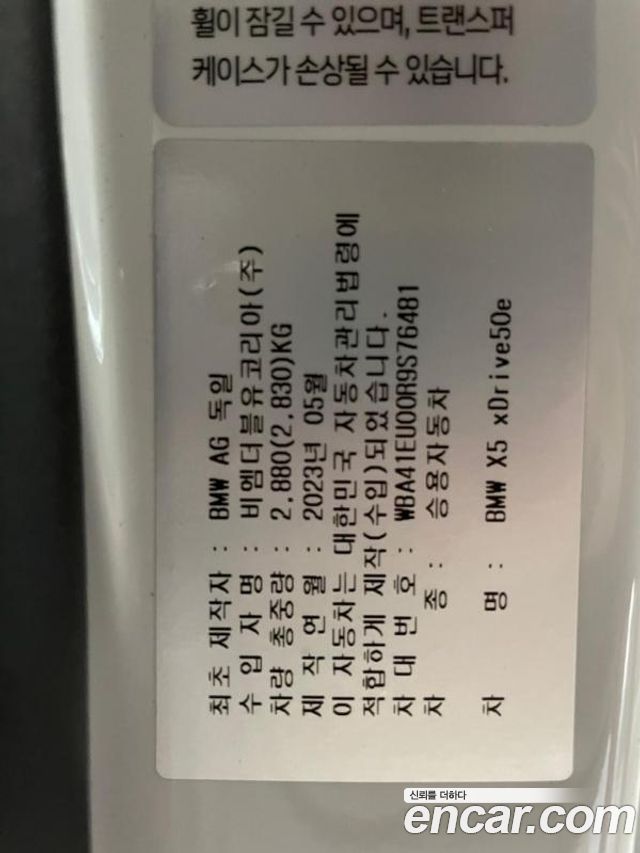 휠이 잠길 수 있으며, 트랜스퍼
케이스가 손상될 수 있습니다.
최초 제작자 : BMW AG 독일
수 입 자 명 : 비엠더블유코리아(주)
차량 총중량 : 2,880(2,830)KG
제 작 연 월 : 2023년 05월
이 자동차는 대한민국 자동차관리법령에
적합하게 제작(수입)되었습니다.
차 대 번 호 : WBA41EU00R9S76481
차 종 : 승용자동차
차 명 : BMW X5 xDrive50e
신뢰를 더하다
encar.com